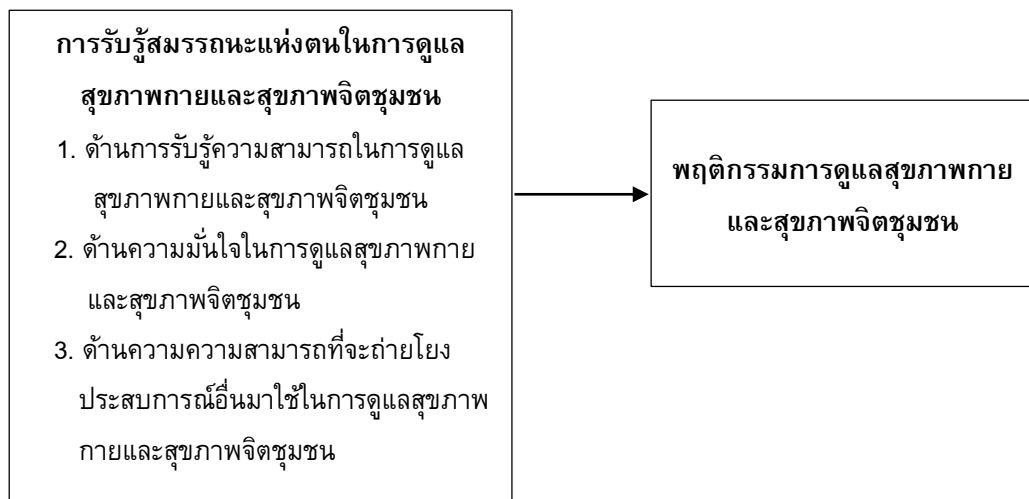 การรับรู้สมรรถนะแห่งตนในการดูแล
สุขภาพกายและสุขภาพจิตชุมชน
1. ด้านการรับรู้ความสามารถในการดูแล
สุขภาพกายและสุขภาพจิตชุมชน
2. ด้านความมั่นใจในการดูแลสุขภาพกาย
และสุขภาพจิตชุมชน
3. ด้านความความสามารถที่จะถ่ายโยง
ประสบการณ์อื่นมาใช้ในการดูแลสุขภาพ
กายและสุขภาพจิตชุมชน
พฤติกรรมการดูแลสุขภาพกาย
และสุขภาพจิตชุมชน